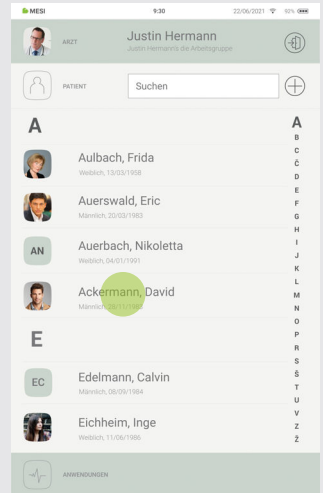 MESI 9:30 22/06/2021 92%
ARZT Justin Hermann
Justin Hermann's die Arbeitsgruppe
PATIENT Suchen
A
Aulbach, Frida
Weiblich, 13/03/1958
Auerswald, Eric
Männlich, 20/03/1983
AN Auerbach, Nikoletta
Weiblich, 04/01/1991
Ackermann, David
Männlich,
E
EC Edelmann, Calvin
Männlich, 08/09/1984
Eichheim, Inge
Weiblich, 11/06/1986
A
B
C
Č
D
E
F
G
H
I
J
K
L
M
N
O
P
R
S
Š
T
U
V
Z
Ž
ANWENDUNGEN